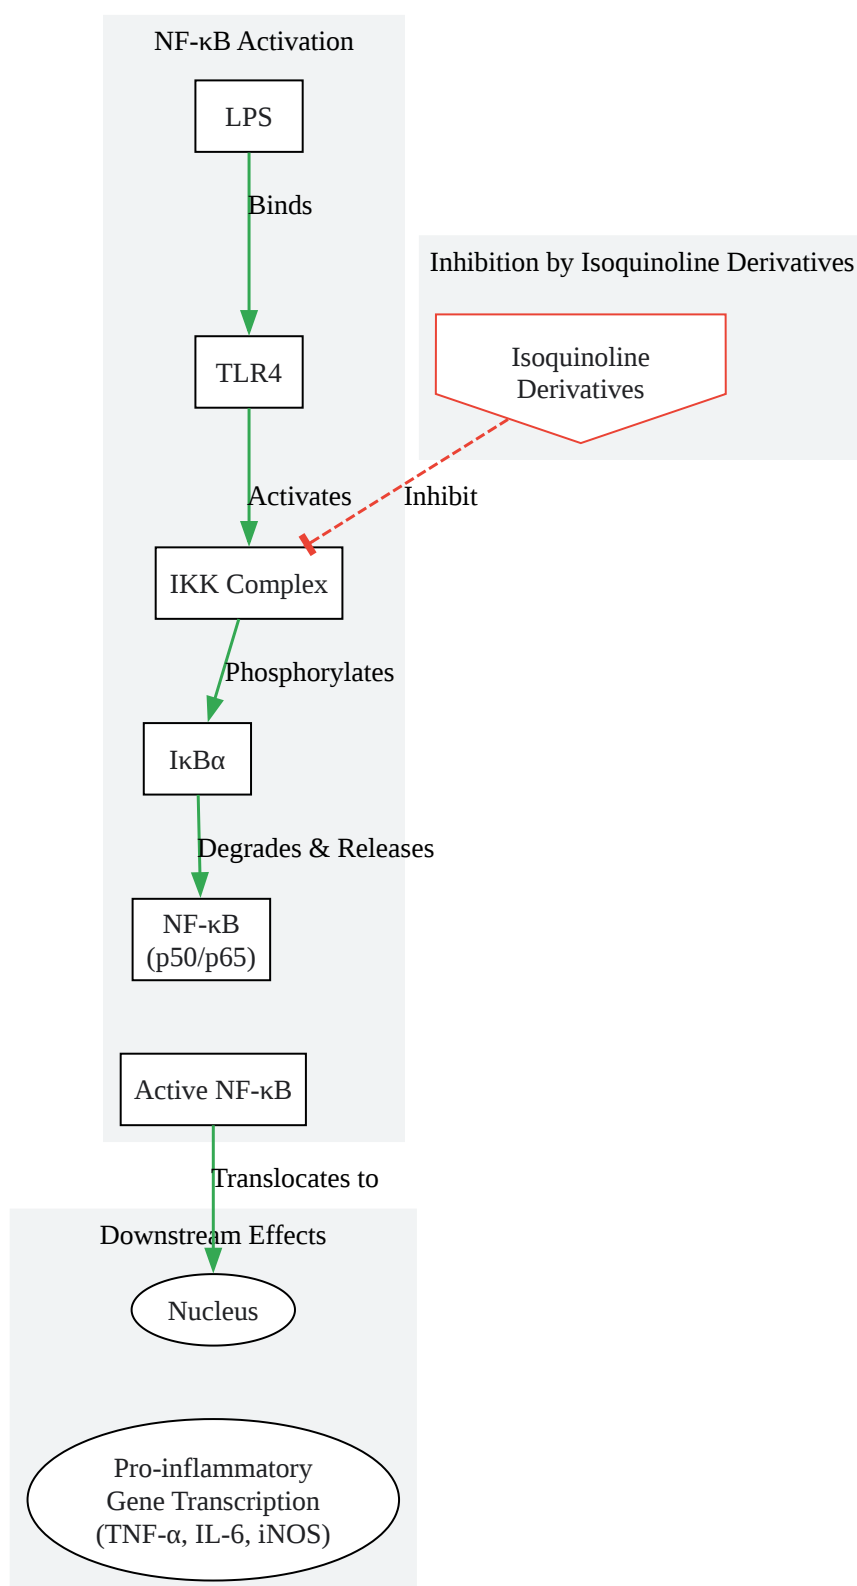 NF-κB Activation
LPS
Binds
Inhibition by Isoquinoline Derivatives
Isoquinoline
Derivatives
TLR4
Activates
Inhibit
IKK Complex
Phosphorylates
IκBα
Degrades & Releases
NF-κB
(p50/p65)
Active NF-κB
Translocates to
Downstream Effects
Nucleus
Pro-inflammatory
Gene Transcription
(TNF-α, IL-6, iNOS)